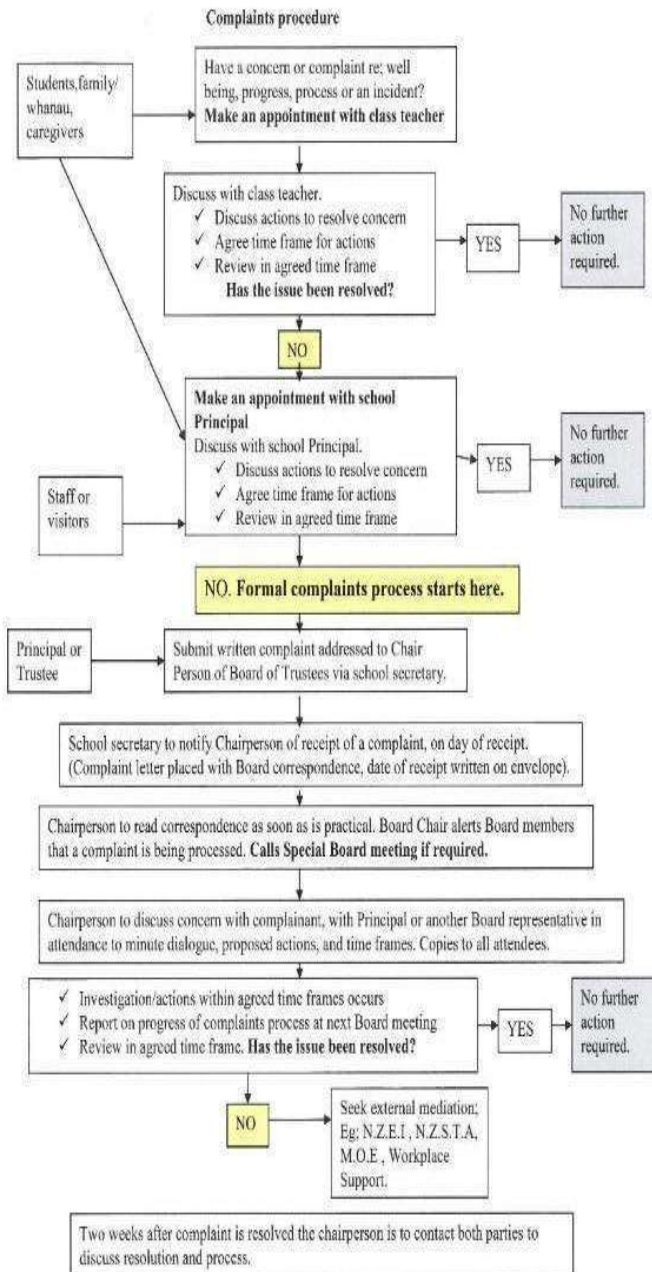 Complaints procedure
Students,family/
whanau,
caregivers
Have a concern or complaint re; well
being, progress, process or an incident?
Make an appointment with class teacher
Discuss with class teacher.
✓ Discuss actions to resolve concern
✓ Agree time frame for actions
✓ Review in agreed time frame
Has the issue been resolved?
YES
No further
action
required.
NO
Make an appointment with school
Principal
Discuss with school Principal.
✓ Discuss actions to resolve concern
✓ Agree time frame for actions
✓ Review in agreed time frame
YES
No further
action
required.
Staff or
visitors
NO. Formal complaints process starts here.
Principal or
Trustee
Submit written complaint addressed to Chair
Person of Board of Trustees via school secretary.
School secretary to notify Chairperson of receipt of a complaint, on day of receipt.
(Complaint letter placed with Board correspondence, date of receipt written on envelope).
Chairperson to read correspondence as soon as is practical. Board Chair alerts Board members
that a complaint is being processed. Calls Special Board meeting if required.
Chairperson to discuss concern with complainant, with Principal or another Board representative in
attendance to minute dialogue, proposed actions, and time frames. Copies to all attendees.
✓ Investigation/actions within agreed time frames occurs
✓ Report on progress of complaints process at next Board meeting
✓ Review in agreed time frame. Has the issue been resolved?
YES
No further
action
required.
NO
Seek external mediation;
Eg; N.Z.E.I , N.Z.S.T.A,
M.O.E , Workplace
Support.
Two weeks after complaint is resolved the chairperson is to contact both parties to
discuss resolution and process.